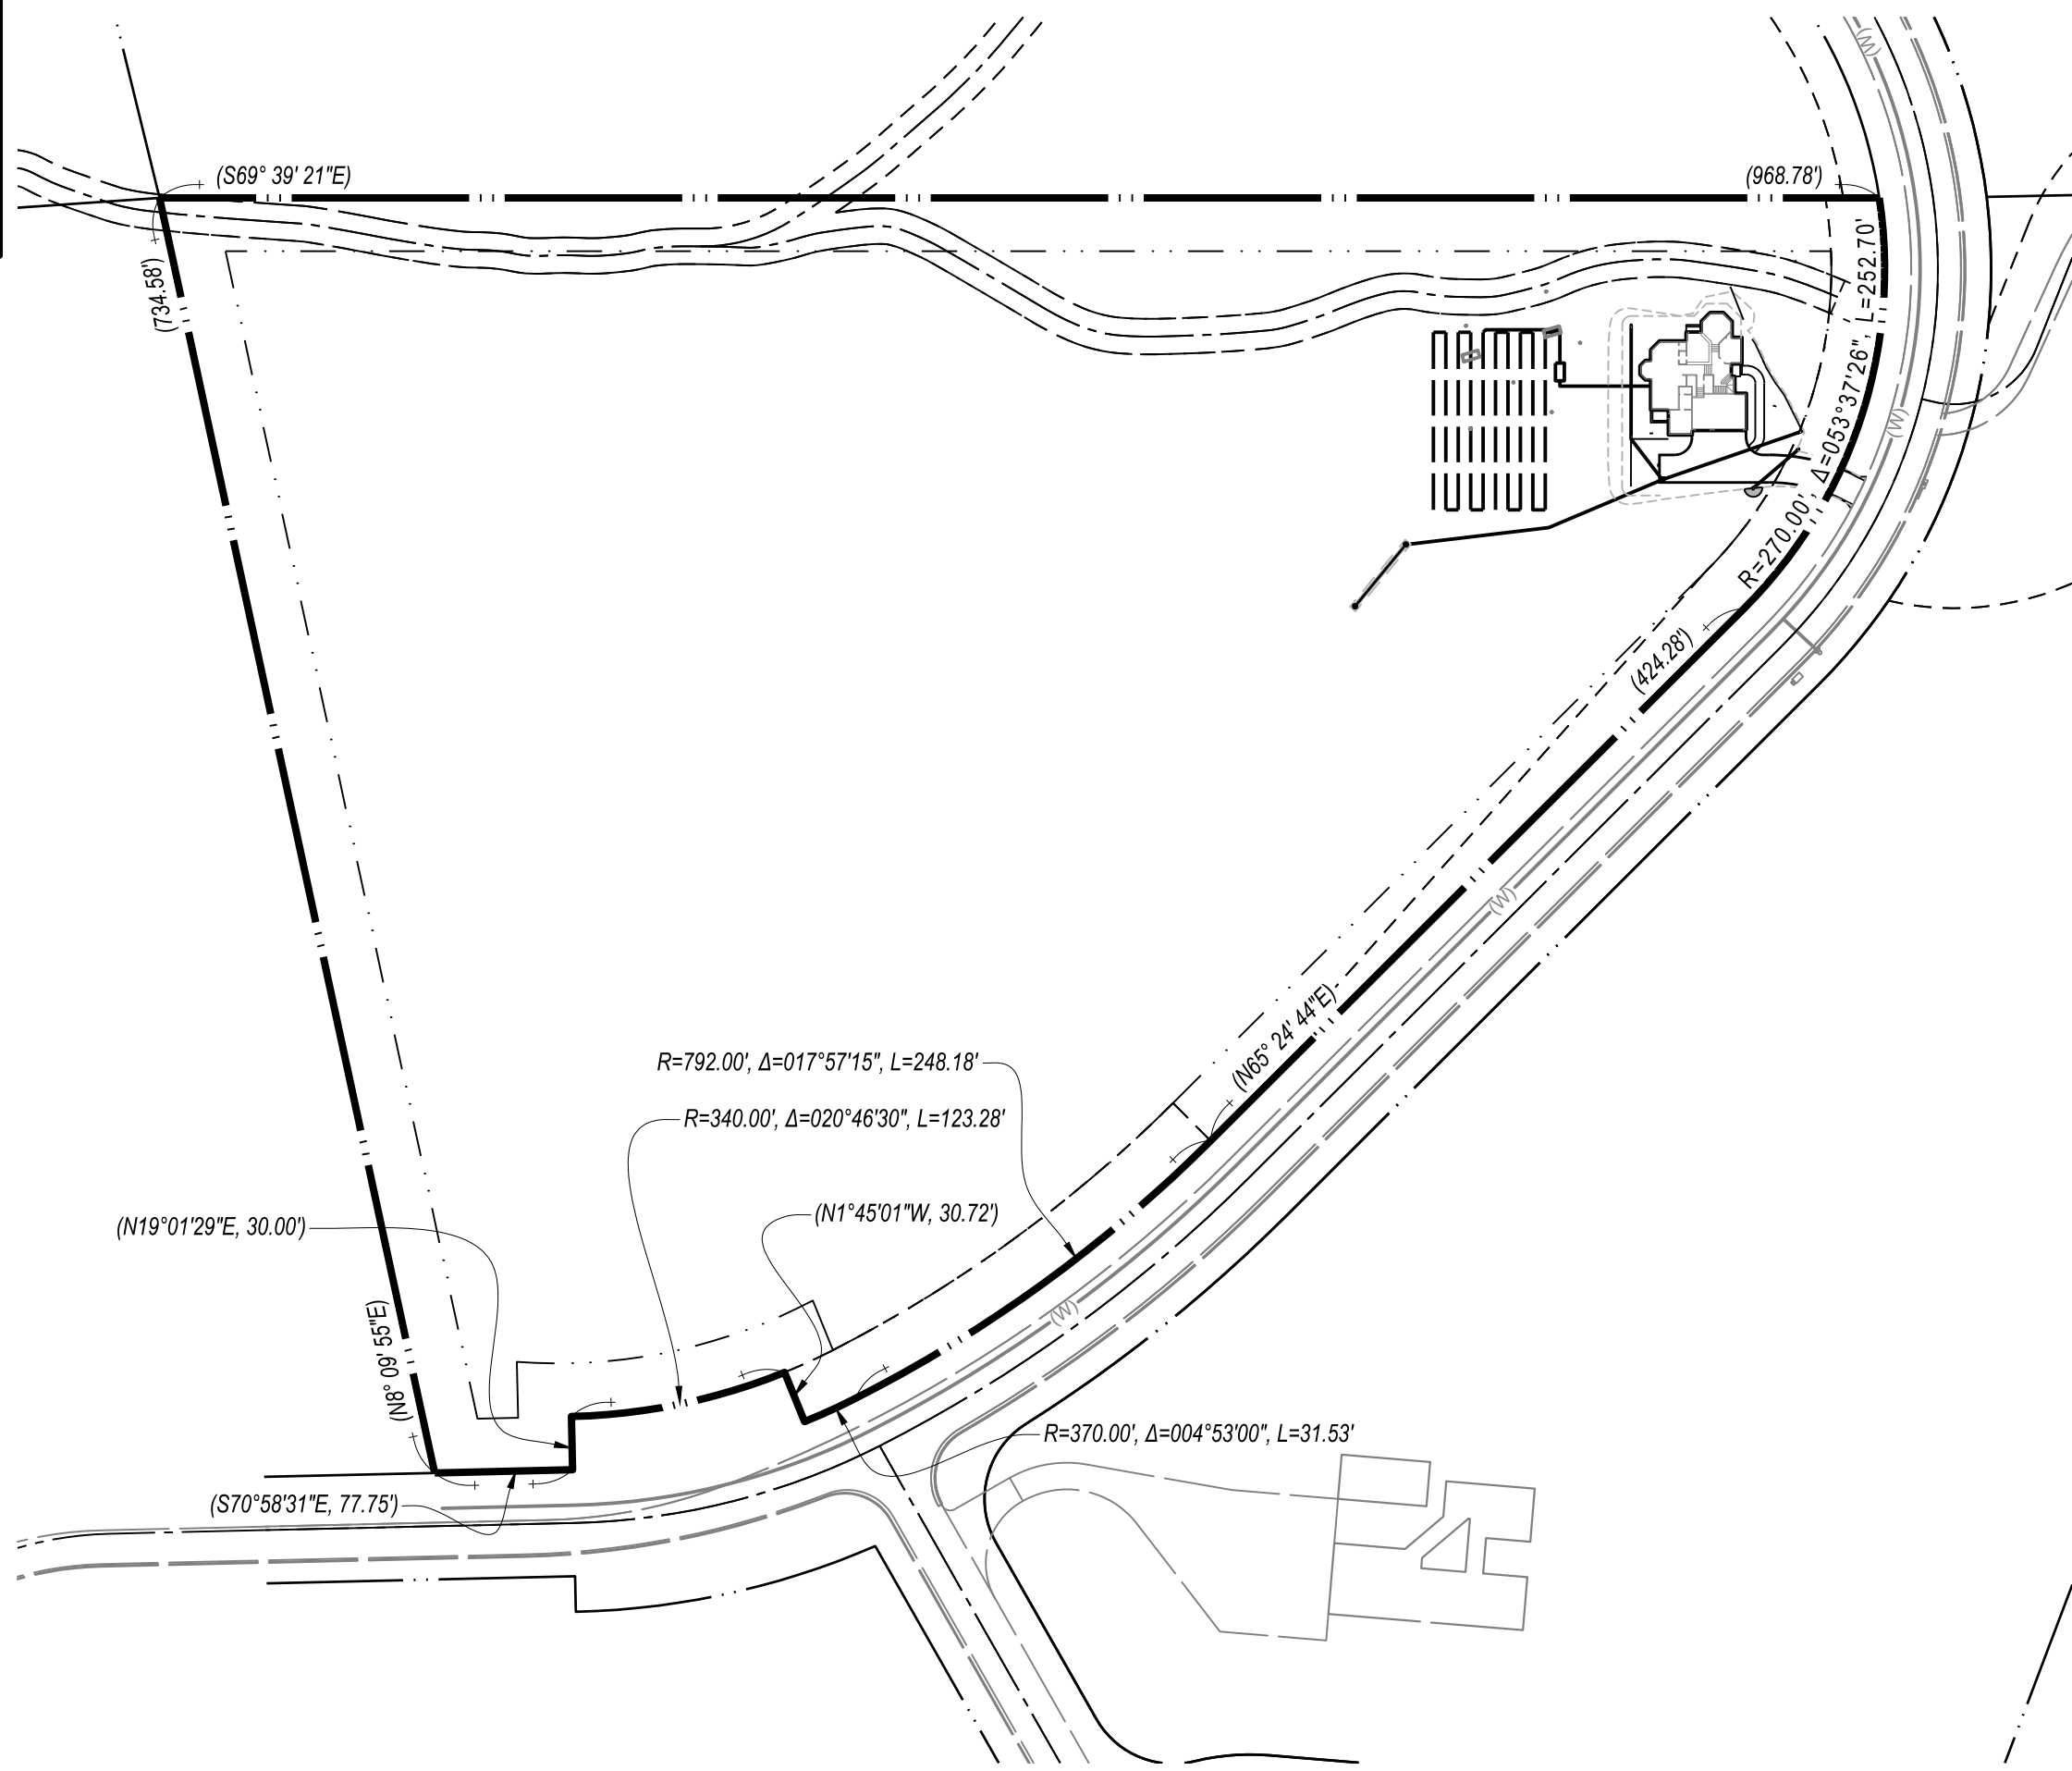 (W)
(S69° 39' 21"E)
(968.78')
(734.58')
R=270.00', Δ=053°37'26", L=252.70'
(W)
(424.28')
(W)
(N65° 24' 44"E)
R=792.00', Δ=017°57'15", L=248.18'
R=340.00', Δ=020°46'30", L=123.28'
(N1°45'01"W, 30.72')
(N19°01'29"E, 30.00')
(W)
(N8° 09' 55"E)
R=370.00', Δ=004°53'00", L=31.53'
(S70°58'31"E, 77.75')